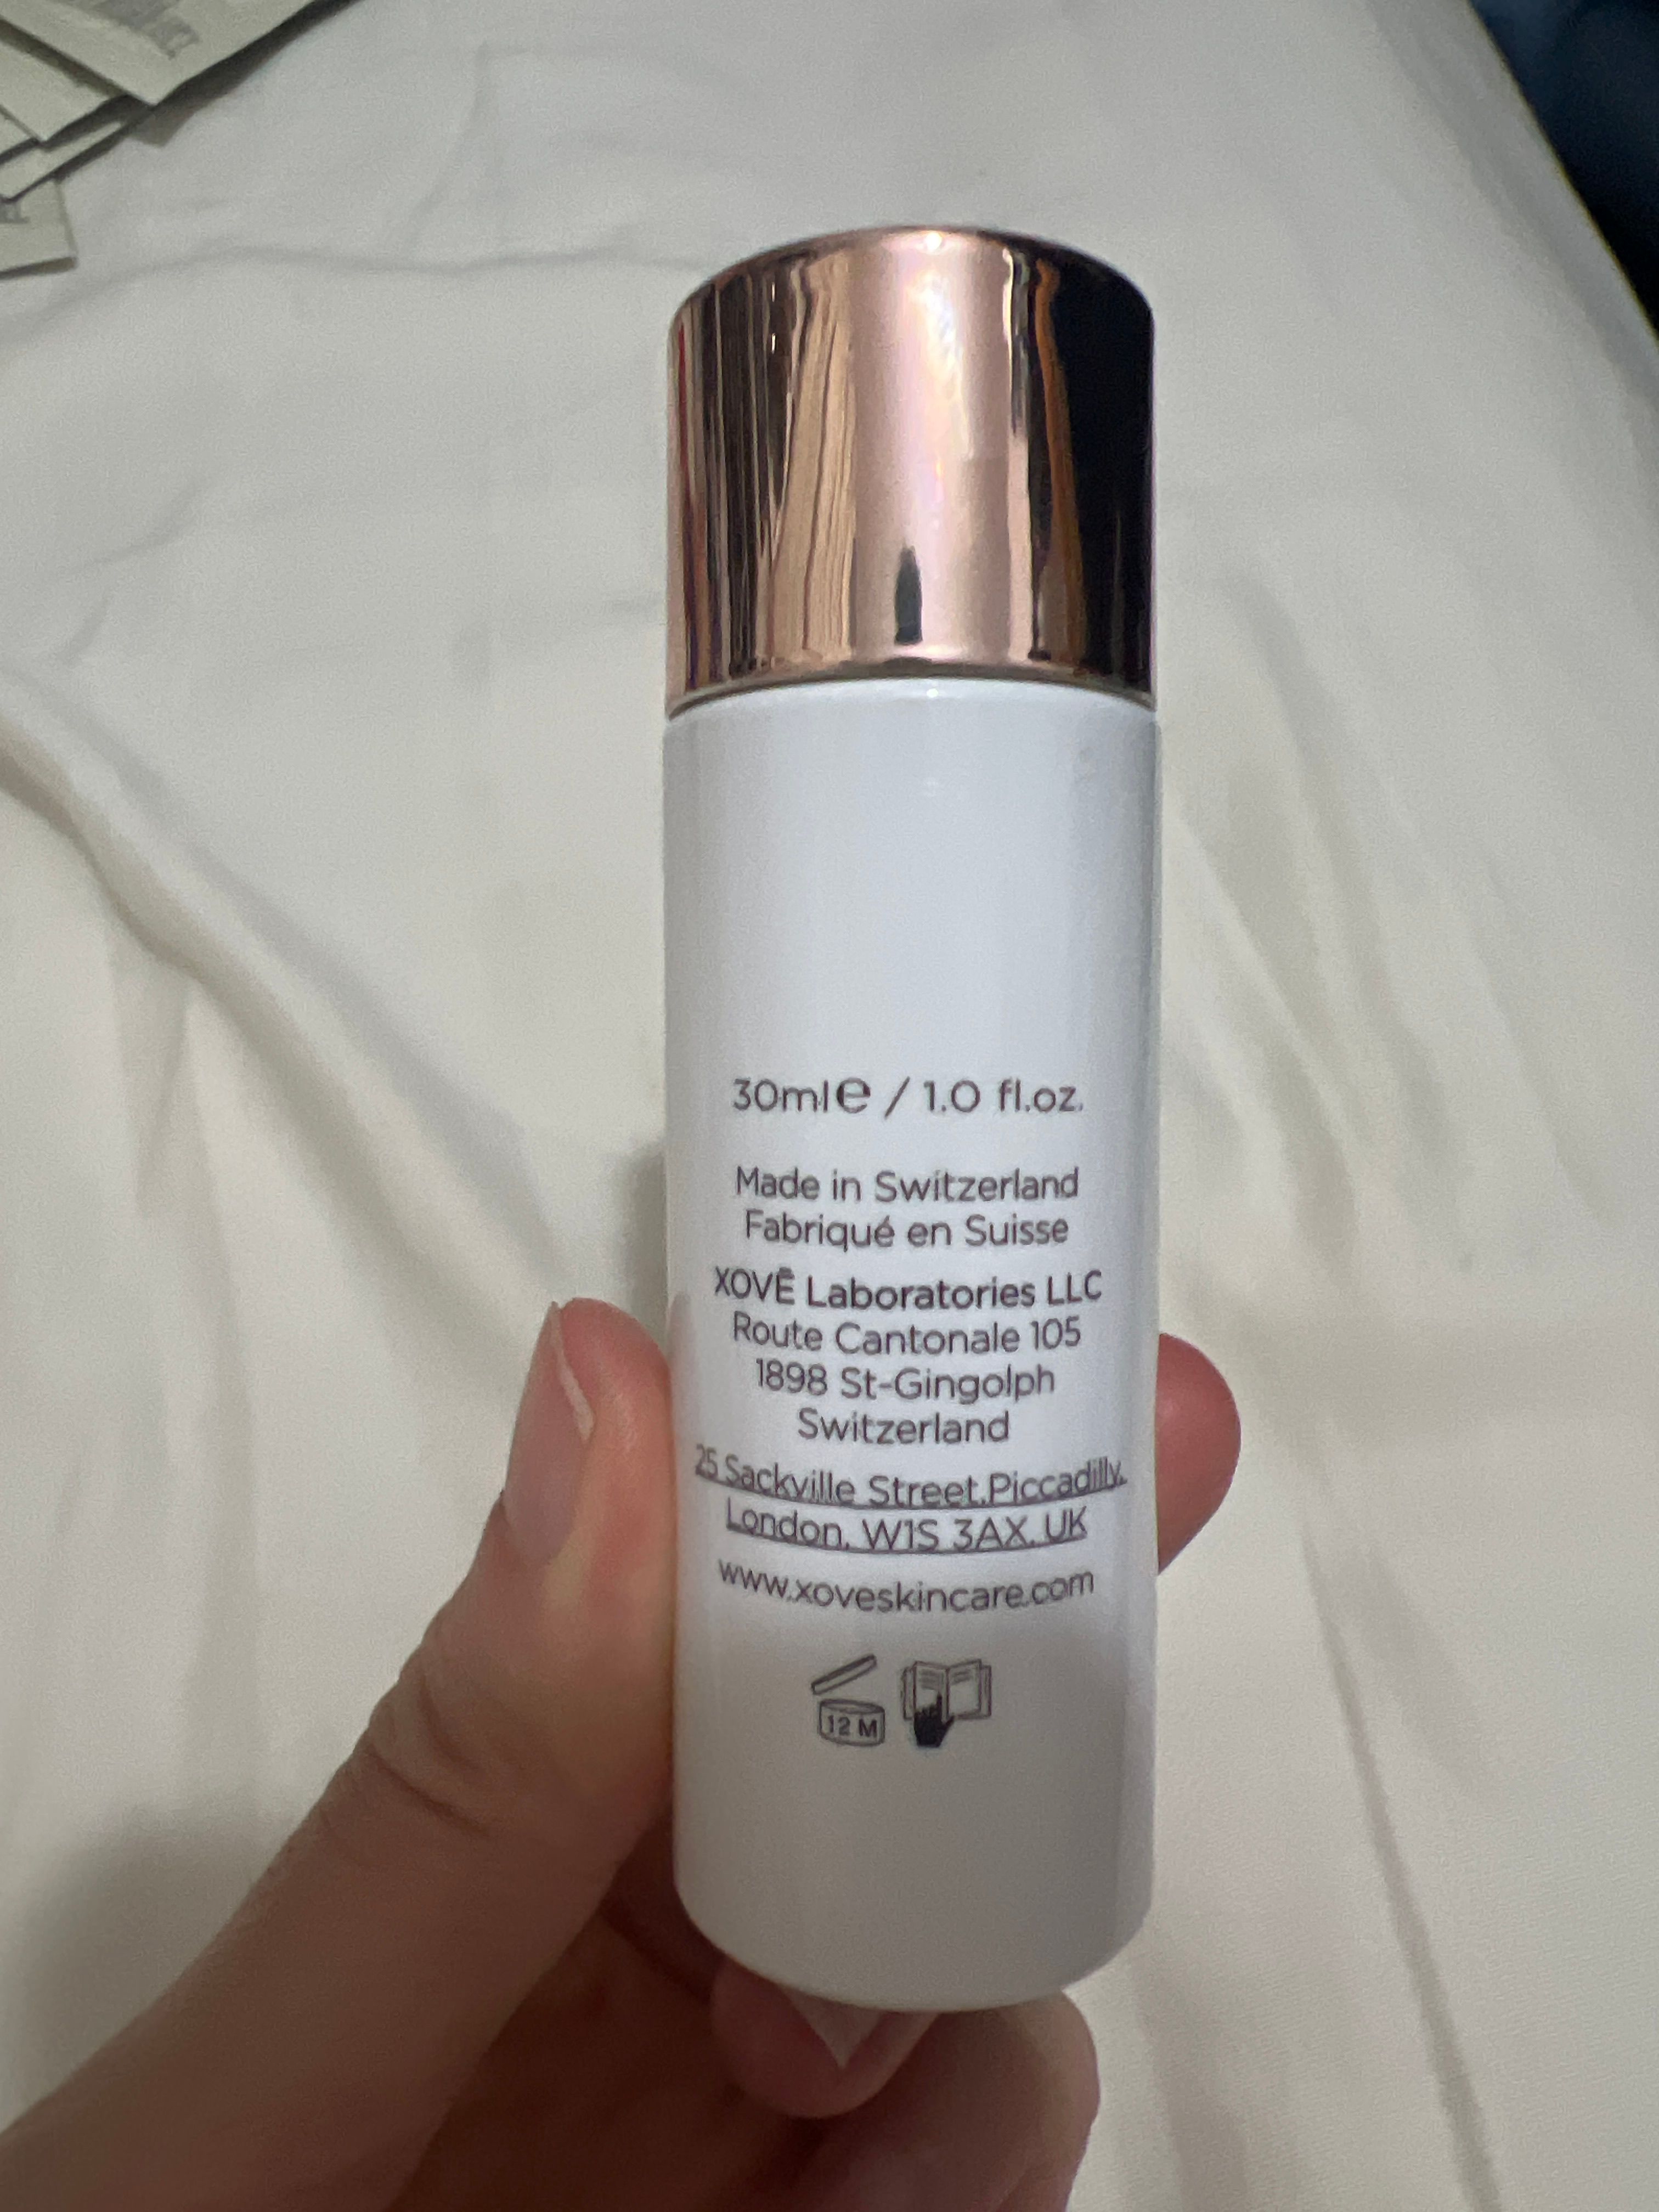 30ml℮ / 1.0 fl.oz.
Made in Switzerland
Fabriqué en Suisse
XOVĒ Laboratories LLC
Route Cantonale 105
1898 St-Gingolph
Switzerland
25 Sackville Street,Piccadilly,
London, W1S 3AX, UK
www.xoveskincare.com
12 M